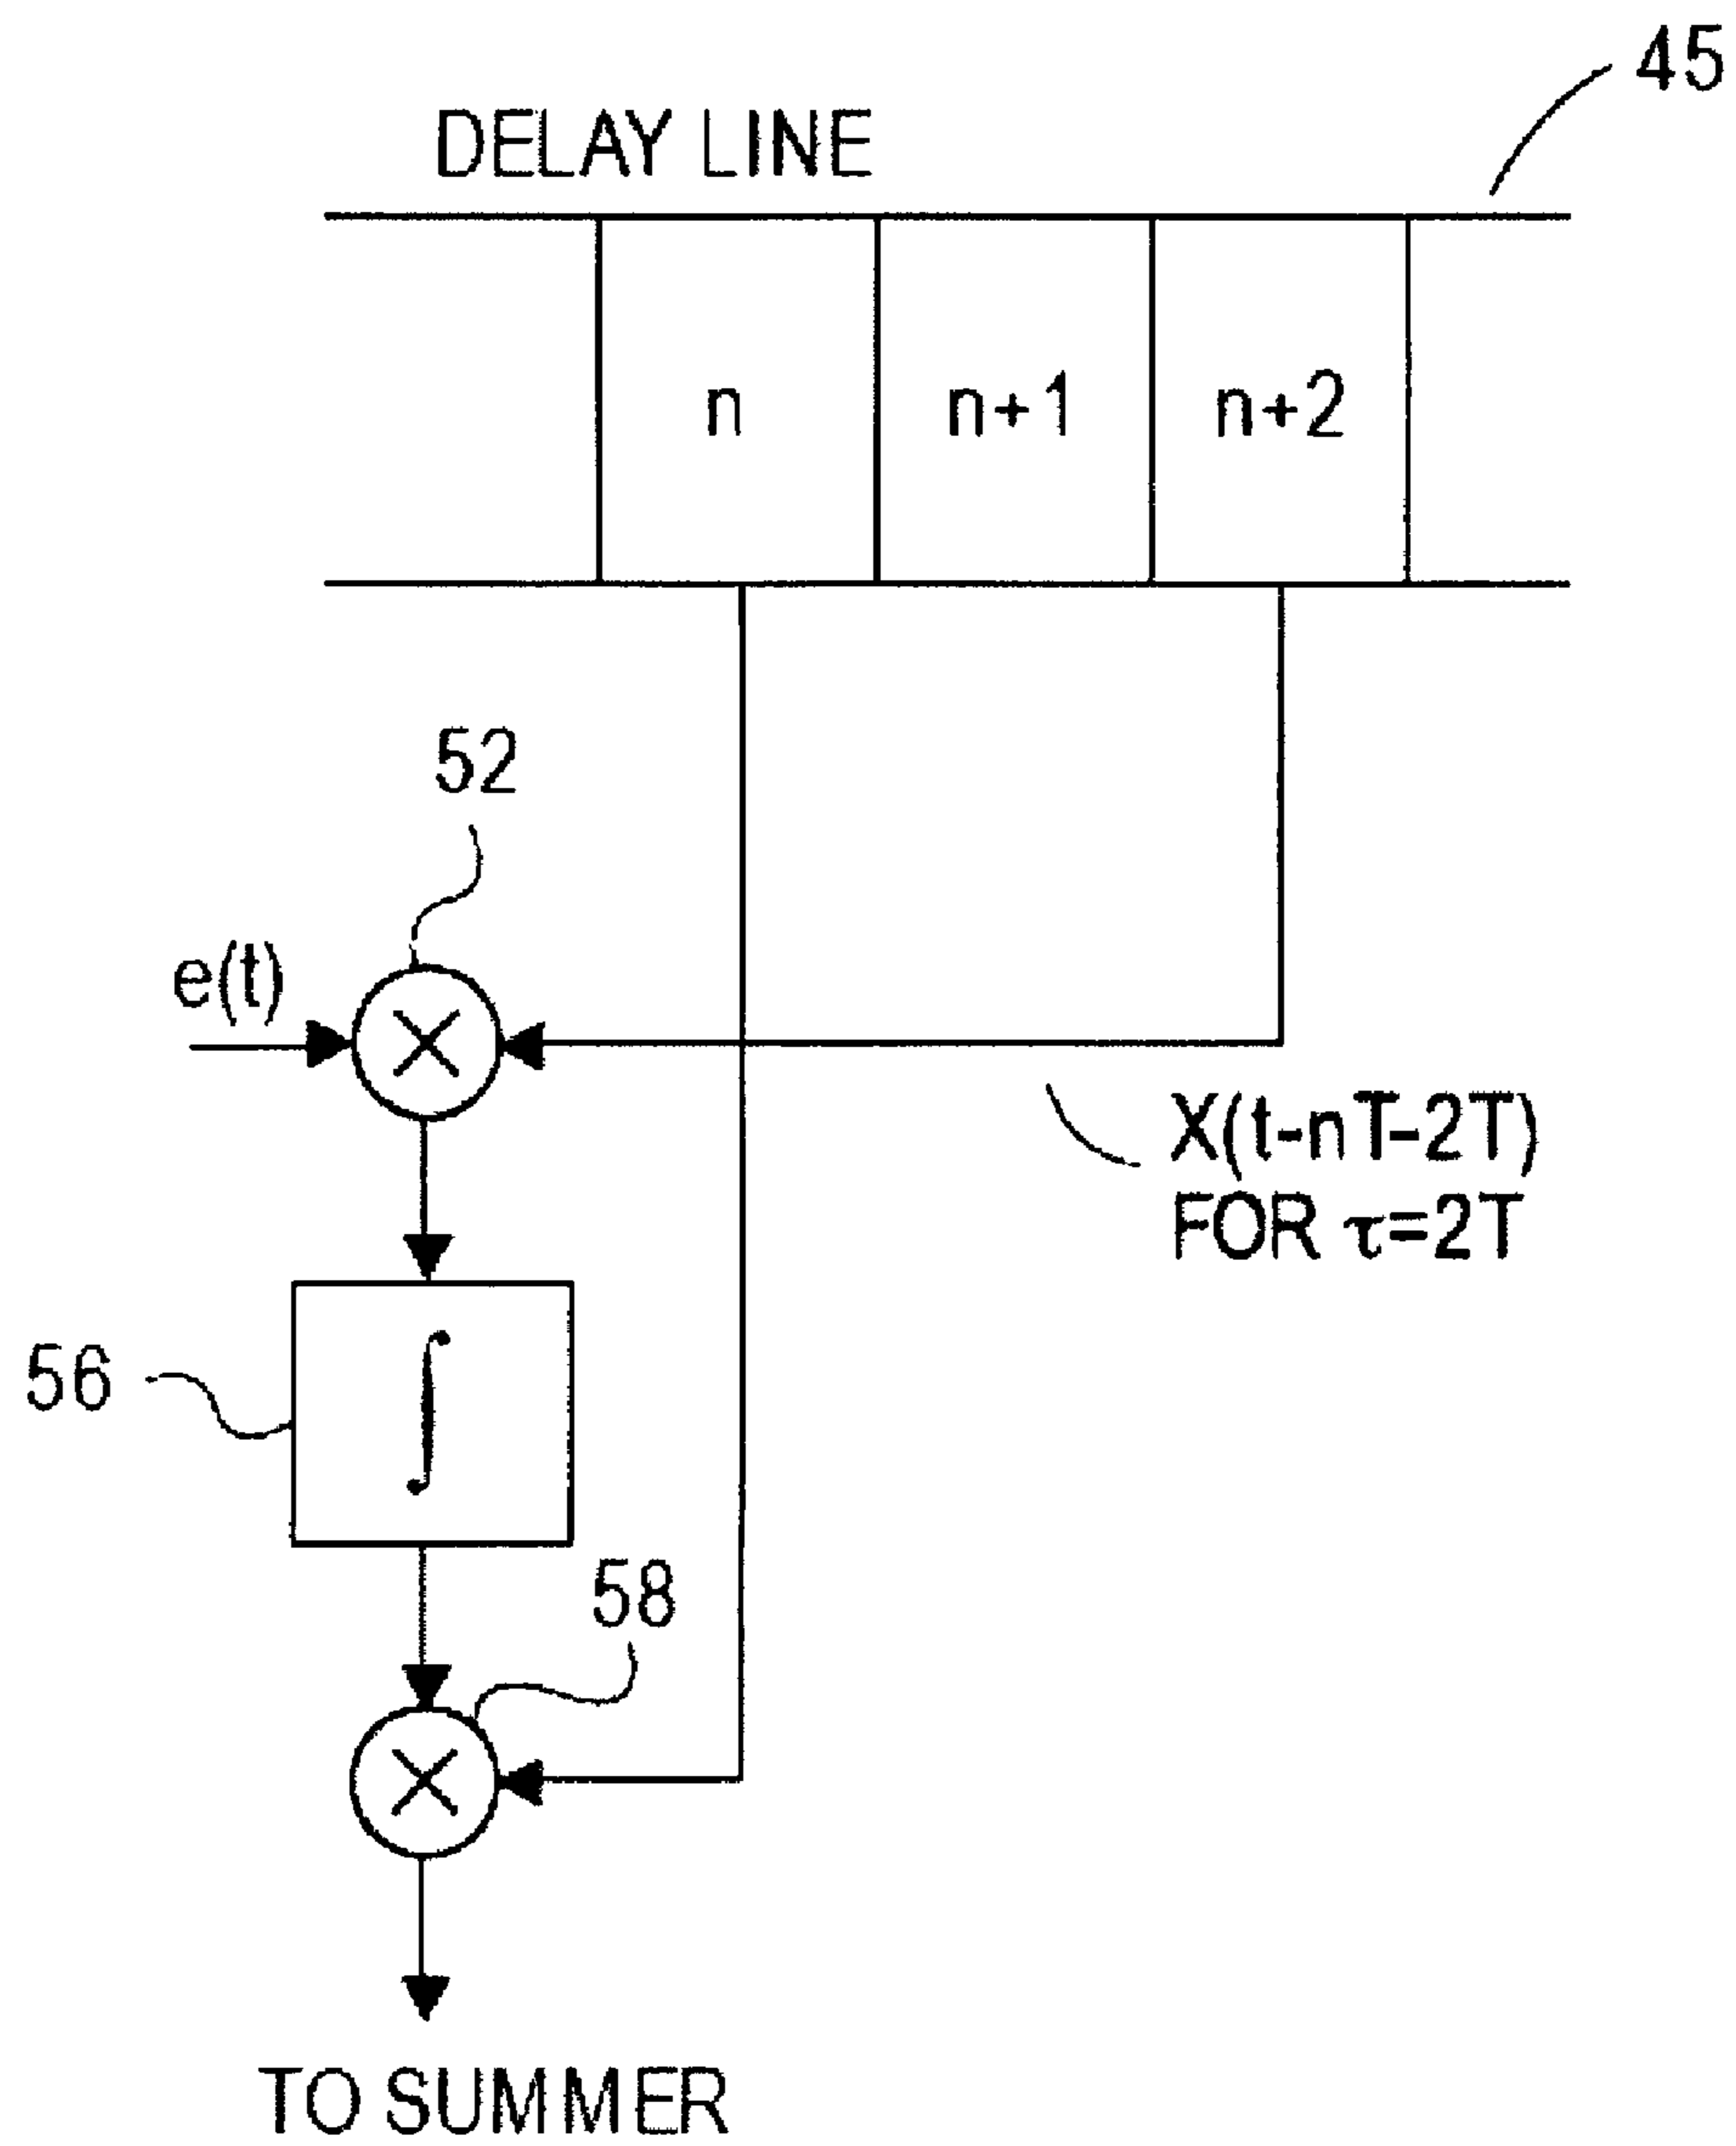 45
DELAY LINE
n
n+1
n+2
52
e(t)
X(t-nT-2T)
FOR τ=2T
56
∫
58
TO SUMMER